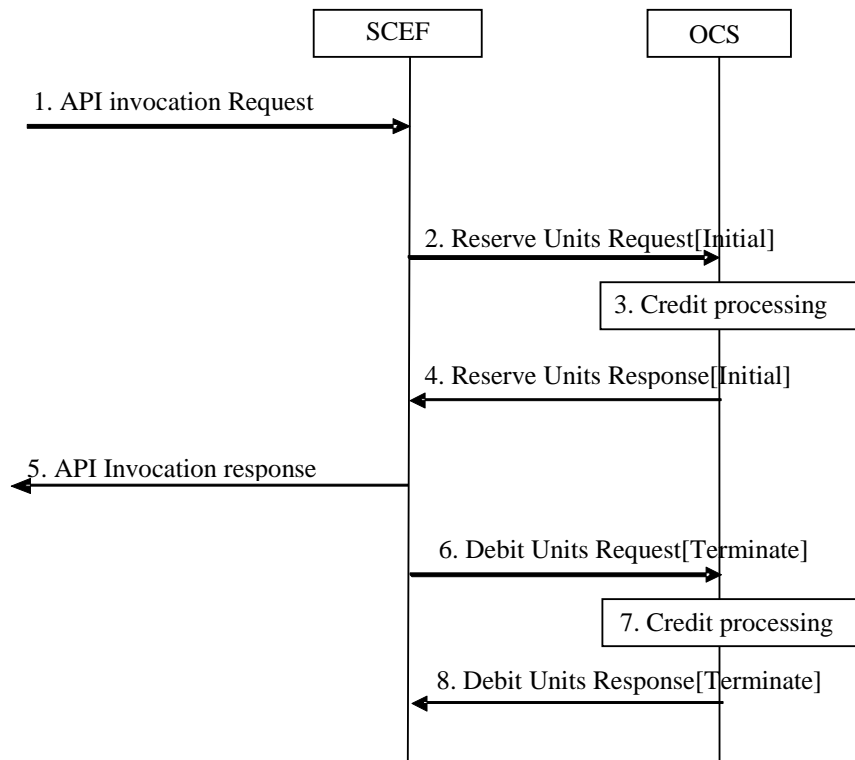 SCEF
OCS
1. API invocation Request
2. Reserve Units Request[Initial]
3. Credit processing
4. Reserve Units Response[Initial]
5. API Invocation response
6. Debit Units Request[Terminate]
7. Credit processing
8. Debit Units Response[Terminate]